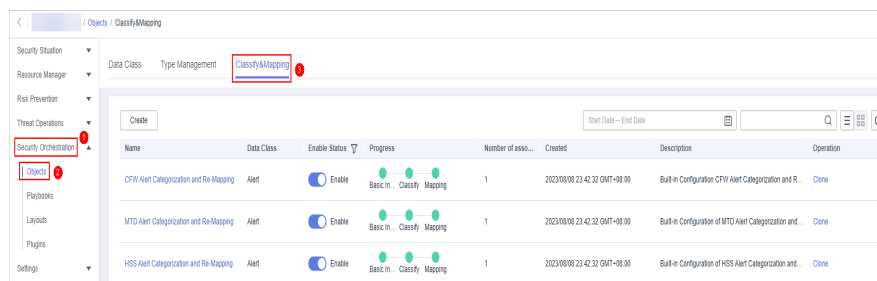 / Objects / Classify&Mapping
Security Situation
Resource Manager
Risk Prevention
Threat Operations
Security Orchestration
1
Objects
2
Playbooks
Layouts
Plugins
Settings
Data Class Type Management Classify&Mapping
3
Create
Start Date -- End Date
Name Data Class Enable Status Progress Number of asso... Created Description Operation
CFW Alert Categorization and Re-Mapping Alert Enable Basic In... Classify Mapping 1 2023/08/08 23:42:32 GMT+08:00 Built-in Configuration CFW Alert Categorization and R... Clone
MTD Alert Categorization and Re-Mapping Alert Enable Basic In... Classify Mapping 1 2023/08/08 23:42:32 GMT+08:00 Built-in Configuration of MTD Alert Categorization and... Clone
HSS Alert Categorization and Re-Mapping Alert Enable Basic In... Classify Mapping 1 2023/08/08 23:42:32 GMT+08:00 Built-in Configuration of HSS Alert Categorization and... Clone